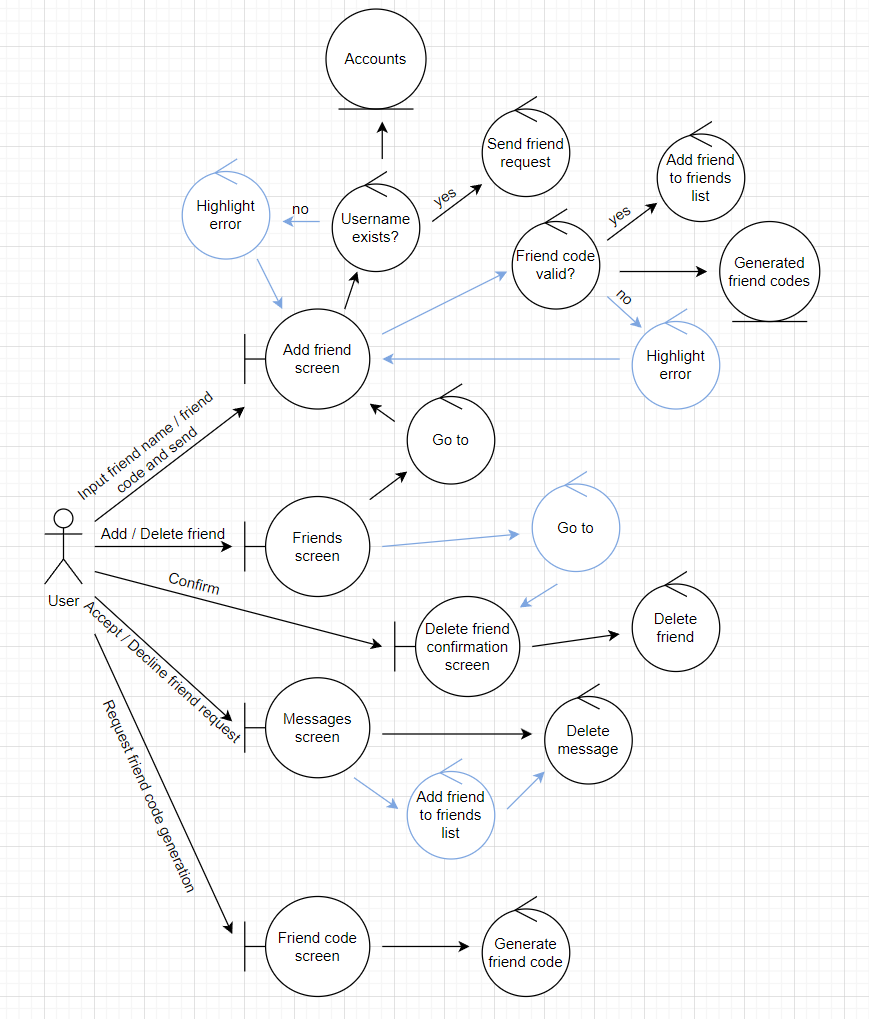 Accounts
Send friend
request
Add friend
to friends
list
Highlight
error
no
Username
exists?
yes
Friend code
valid?
yes
Generated
friend codes
no
Add friend
screen
Highlight
error
Input friend name / friend
code and send
Go to
Add / Delete friend
Friends
screen
Go to
User
Confirm
Delete friend
confirmation
screen
Delete
friend
Accept / Decline friend request
Messages
screen
Delete
message
Request friend code generation
Add friend
to friends
list
Friend code
screen
Generate
friend code